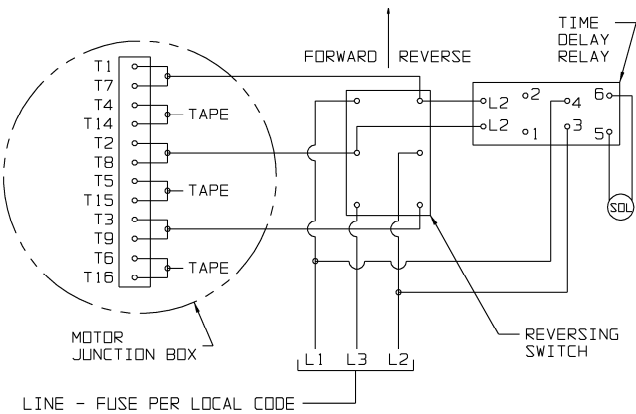 TIME
DELAY
RELAY
FORWARD REVERSE
T1
T7
T4
T14
TAPE
T2
T8
T5
T15
TAPE
T3
T9
T6
T16
TAPE
L2 2 4 6
L2 1 3 5
SOL
MOTOR
JUNCTION BOX
REVERSING
SWITCH
L1 L3 L2
LINE - FUSE PER LOCAL CODE